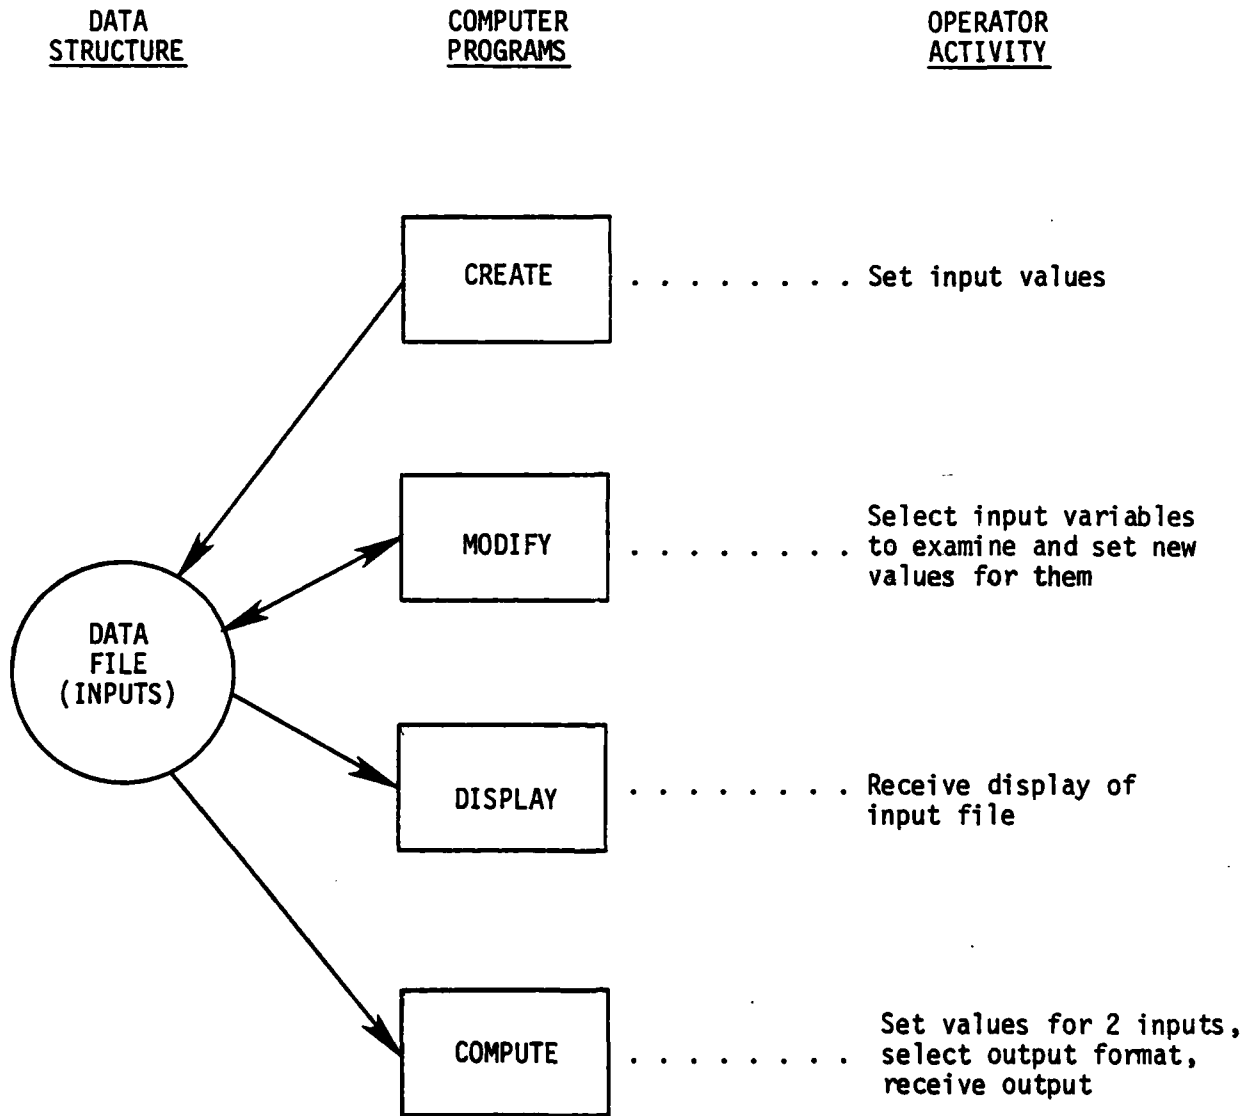 DATA
STRUCTURE
COMPUTER
PROGRAMS
OPERATOR
ACTIVITY
CREATE
. . . . . . . . Set input values
MODIFY
. . . . . . . . Select input variables
to examine and set new
values for them
DATA
FILE
(INPUTS)
DISPLAY
. . . . . . . . Receive display of
input file
COMPUTE
. . . . . . . . Set values for 2 inputs,
select output format,
receive output